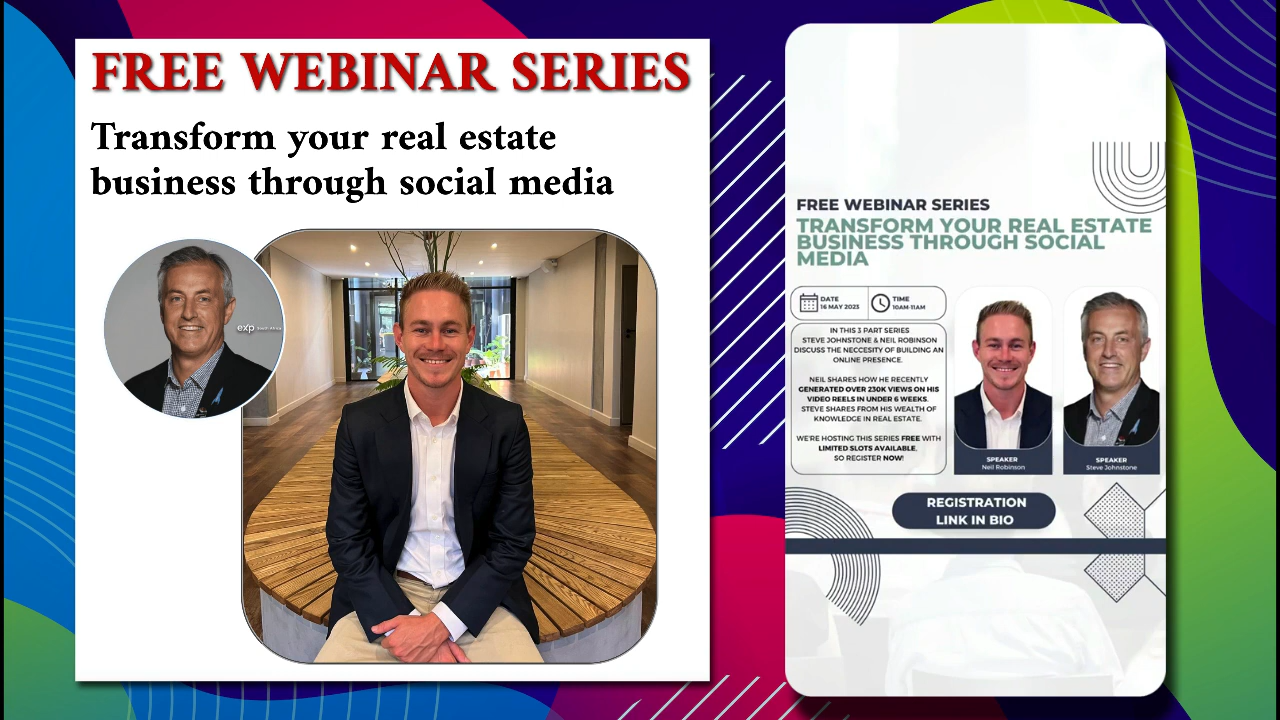 FREE WEBINAR SERIES
Transform your real estate
business through social media
exp South Africa
FREE WEBINAR SERIES
TRANSFORM YOUR REAL ESTATE
BUSINESS THROUGH SOCIAL
MEDIA
DATE
16 MAY 2023
TIME
10AM-11AM
IN THIS 3 PART SERIES
STEVE JOHNSTONE & NEIL ROBINSON
DISCUSS THE NECCESITY OF BUILDING AN
ONLINE PRESENCE.
NEIL SHARES HOW HE RECENTLY
GENERATED OVER 230K VIEWS ON HIS
VIDEO REELS IN UNDER 6 WEEKS.
STEVE SHARES FROM HIS WEALTH OF
KNOWLEDGE IN REAL ESTATE.
WE'RE HOSTING THIS SERIES FREE WITH
LIMITED SLOTS AVAILABLE,
SO REGISTER NOW!
SPEAKER
Neil Robinson
SPEAKER
Steve Johnstone
REGISTRATION
LINK IN BIO